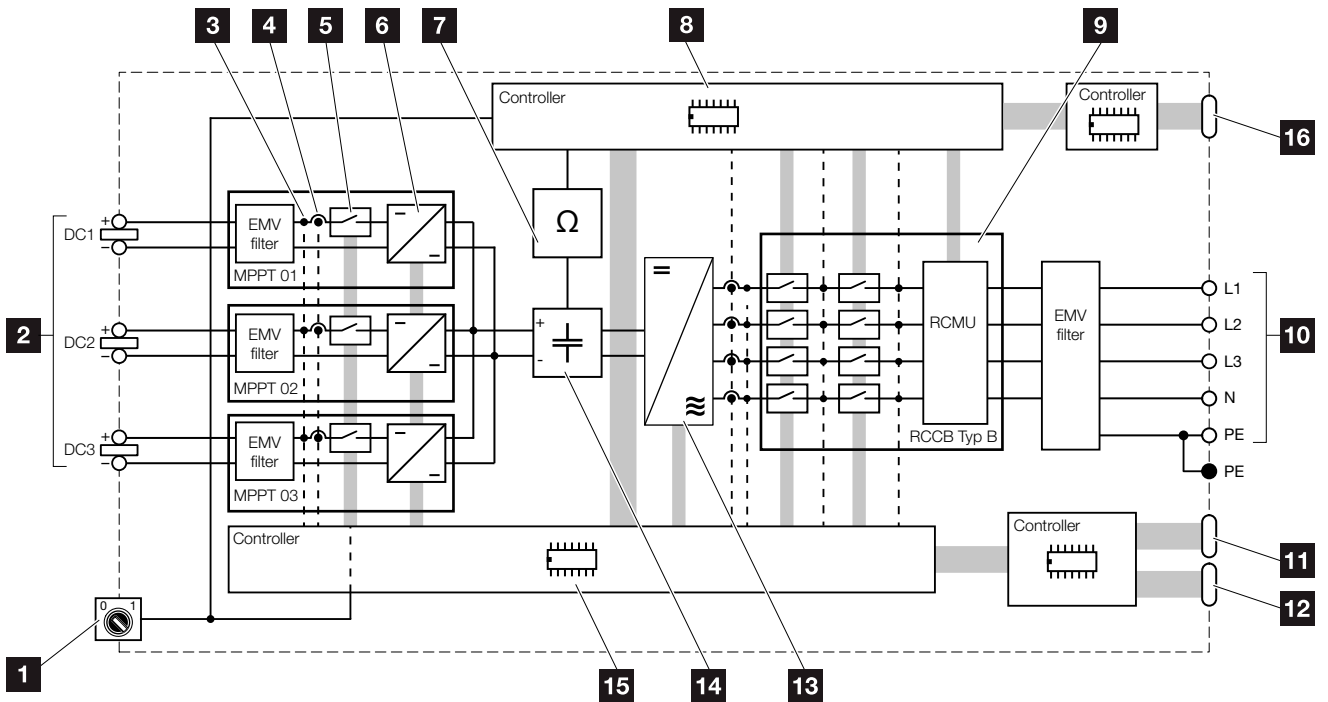 3 4 5 6 7 8 9
Controller
Controller
16
Ω
DC1
+
–
EMV
filter
MPPT 01
–
–
2
DC2
+
–
EMV
filter
MPPT 02
–
–
DC3
+
–
EMV
filter
MPPT 03
–
–
+
-
=
≋
RCMU
RCCB Typ B
EMV
filter
L1
L2
L3
N
PE
PE
10
Controller
Controller
11
12
0 1
1
15 14 13